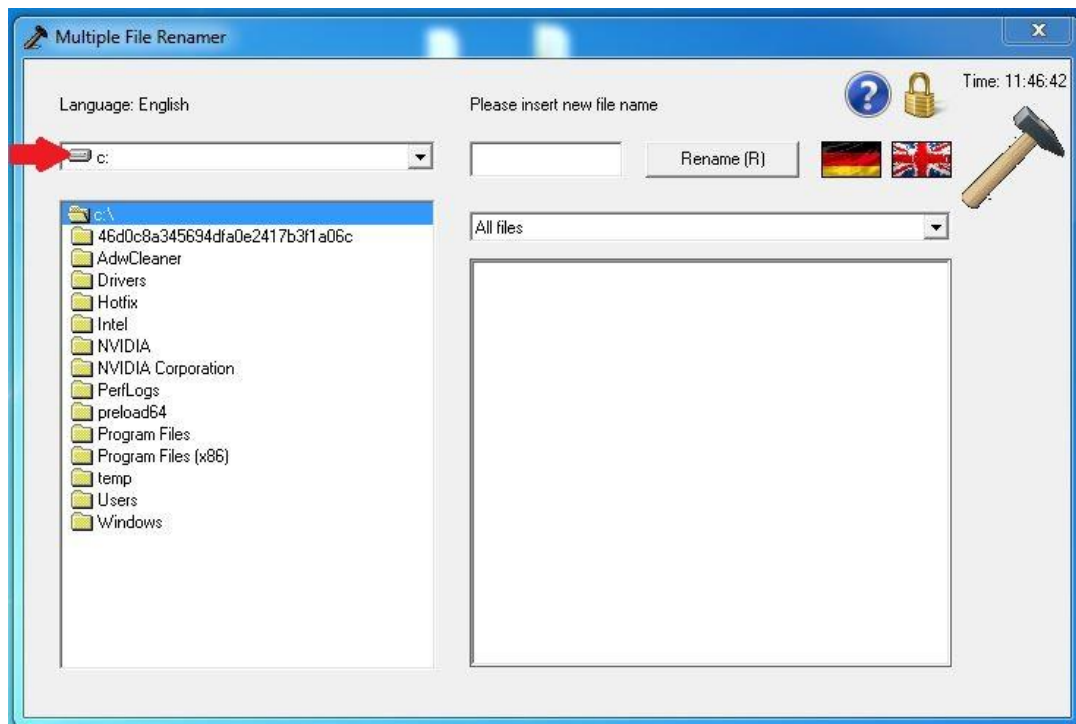 Multiple File Renamer
x
Time: 11:46:42
Language: English
Please insert new file name
?
c:
Rename (R)
All files
c:\
46d0c8a345694dfa0e2417b3f1a06c
AdwCleaner
Drivers
Hotfix
Intel
NVIDIA
NVIDIA Corporation
PerfLogs
preload64
Program Files
Program Files (x86)
temp
Users
Windows